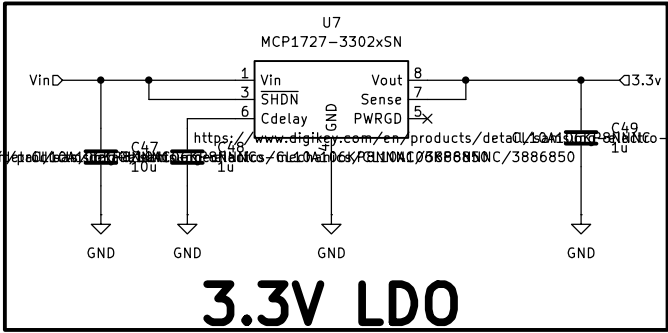 U7
MCP1727-3302xSN
Vin
1
Vin
Vout
8
3.3v
3
SHDN
Sense
7
6
Cdelay
GND
PWRGD
5
https://www.digikey.com/en/products/detail/
C49
1u
C47
10u
C48
1u
/3886850
GND
GND
GND
GND
3.3V LDO